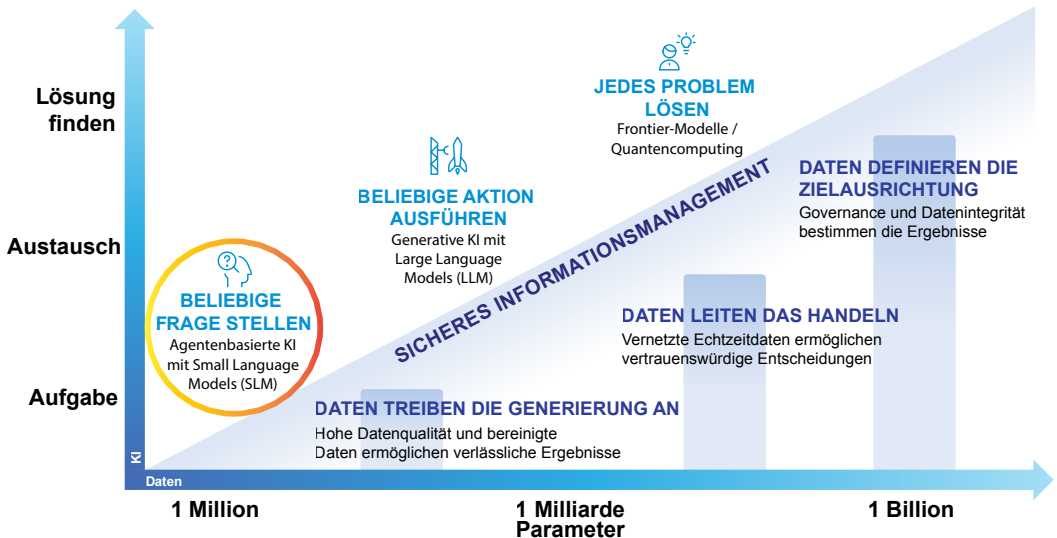 Lösung
finden
Austausch
Aufgabe
KI
Daten
JEDES PROBLEM
LÖSEN
Frontier-Modelle /
Quantencomputing
BELIEBIGE AKTION
AUSFÜHREN
Generative KI mit
Large Language
Models (LLM)
BELIEBIGE
FRAGE STELLEN
Agentenbasierte KI
mit Small Language
Models (SLM)
SICHERES INFORMATIONSMANAGEMENT
DATEN DEFINIEREN DIE
ZIELAUSRICHTUNG
Governance und Datenintegrität
bestimmen die Ergebnisse
DATEN LEITEN DAS HANDELN
Vernetzte Echtzeitdaten ermöglichen
vertrauenswürdige Entscheidungen
DATEN TREIBEN DIE GENERIERUNG AN
Hohe Datenqualität und bereinigte
Daten ermöglichen verlässliche Ergebnisse
1 Million
1 Milliarde
Parameter
1 Billion